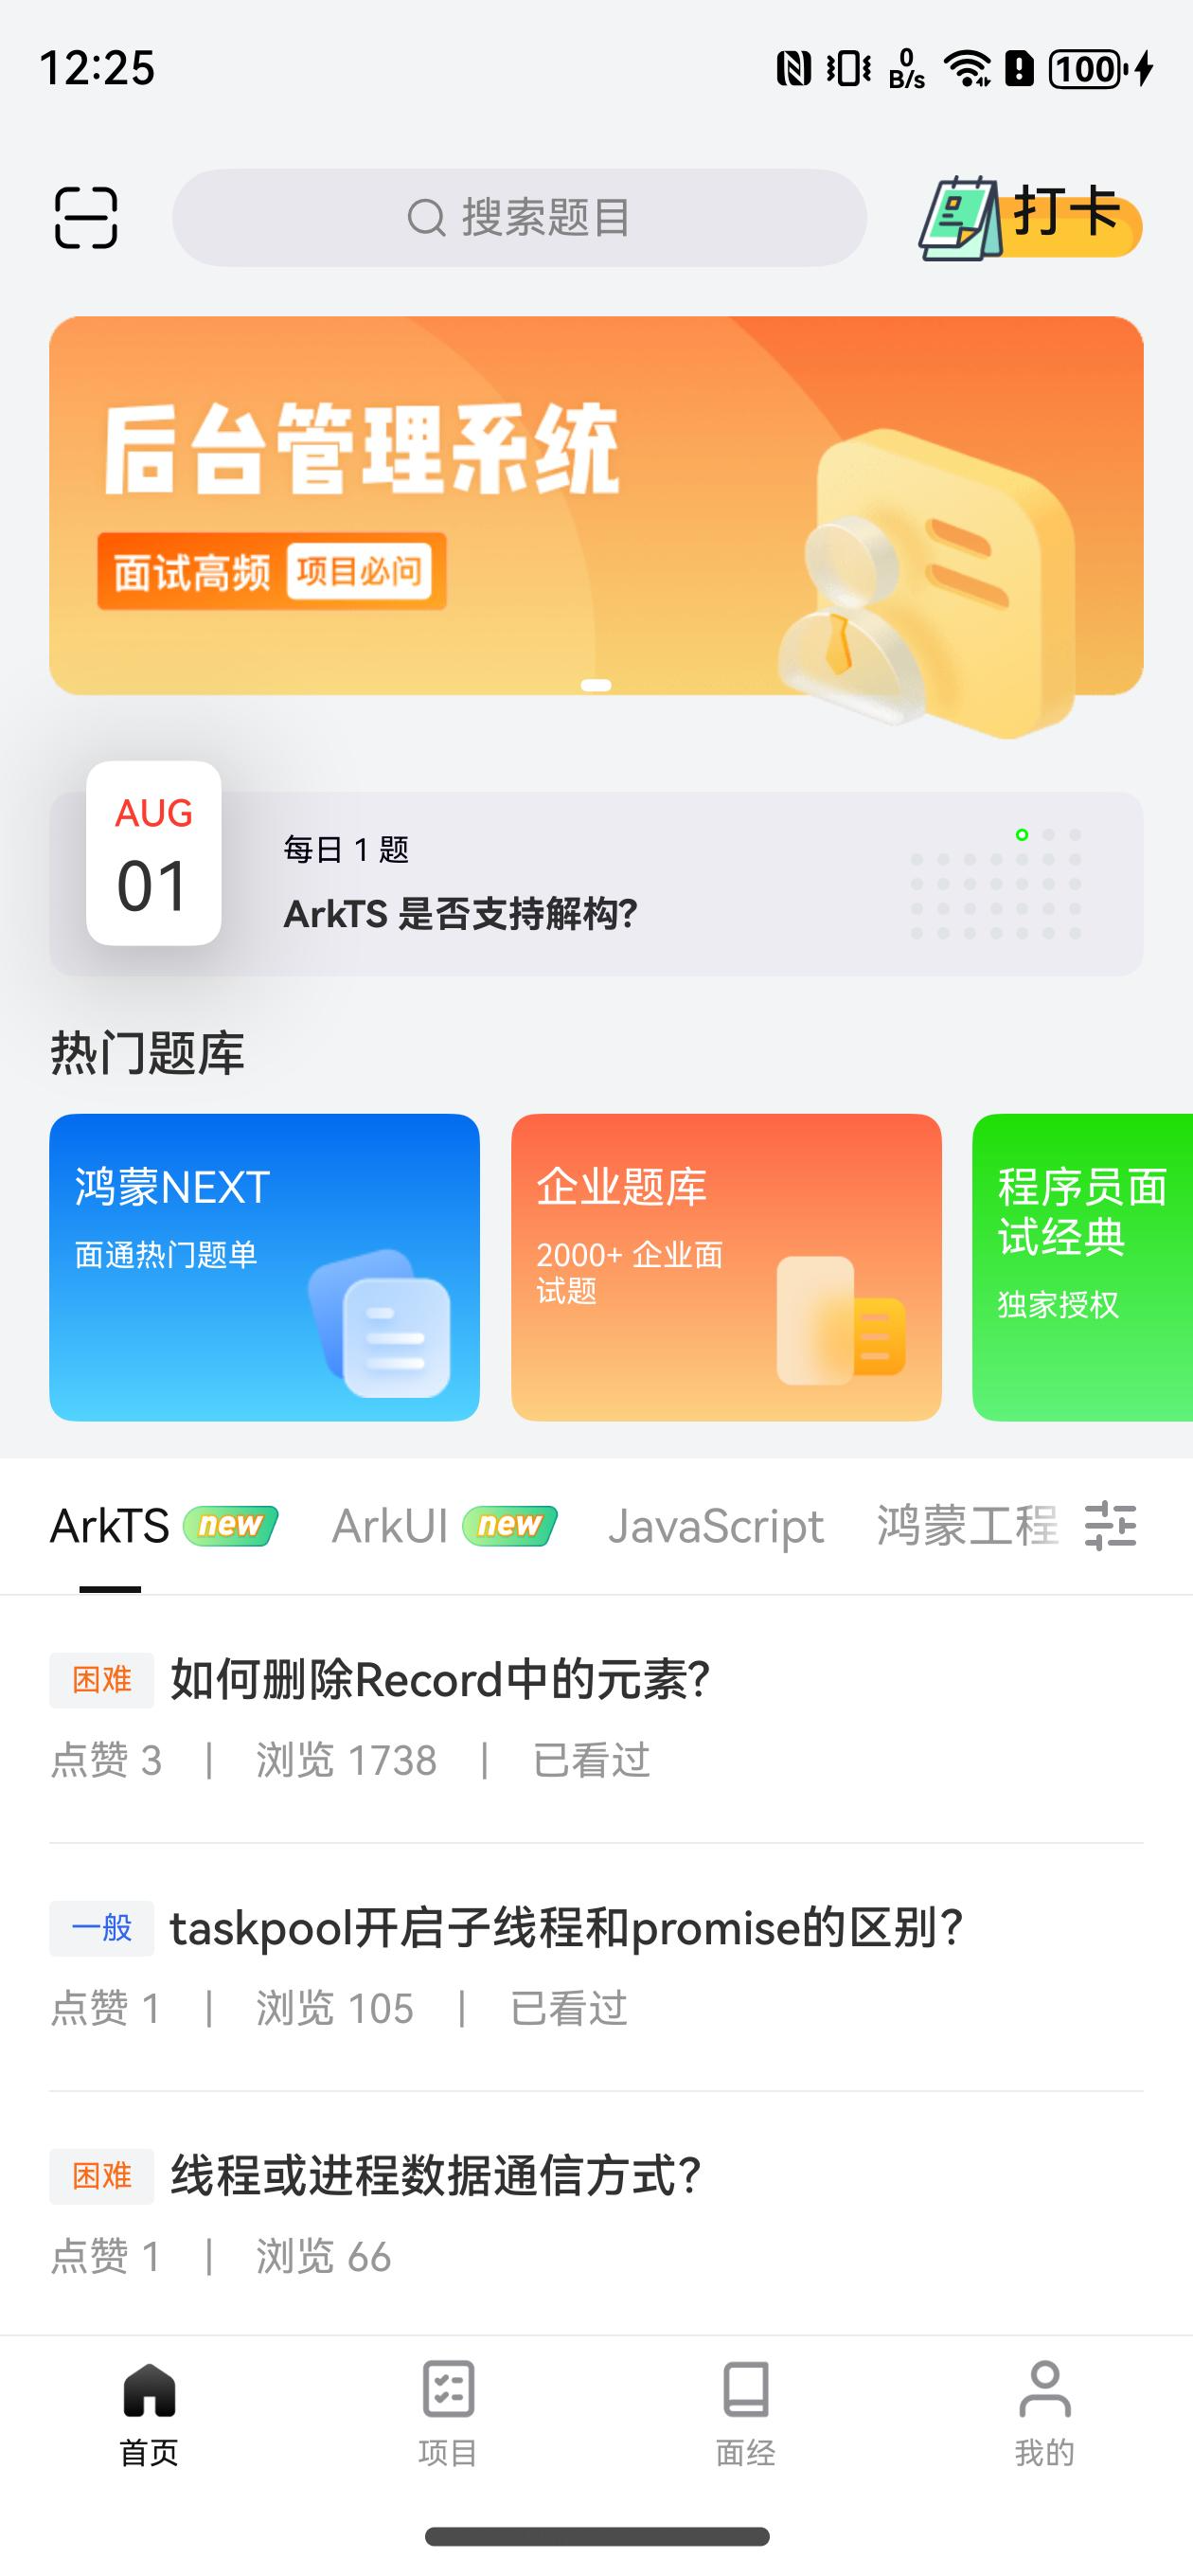 12:25
0
B/s
100
搜索题目
打卡
后台管理系统
面试高频 项目必问
AUG
01
每日 1 题
ArkTS 是否支持解构?
热门题库
鸿蒙NEXT
面通热门题单
企业题库
2000+ 企业面
试题
程序员面
试经典
独家授权
ArkTS new ArkUI new JavaScript 鸿蒙工程
困难 如何删除Record中的元素?
点赞 3 | 浏览 1738 | 已看过
一般 taskpool开启子线程和promise的区别?
点赞 1 | 浏览 105 | 已看过
困难 线程或进程数据通信方式?
点赞 1 | 浏览 66
首页 项目 面经 我的